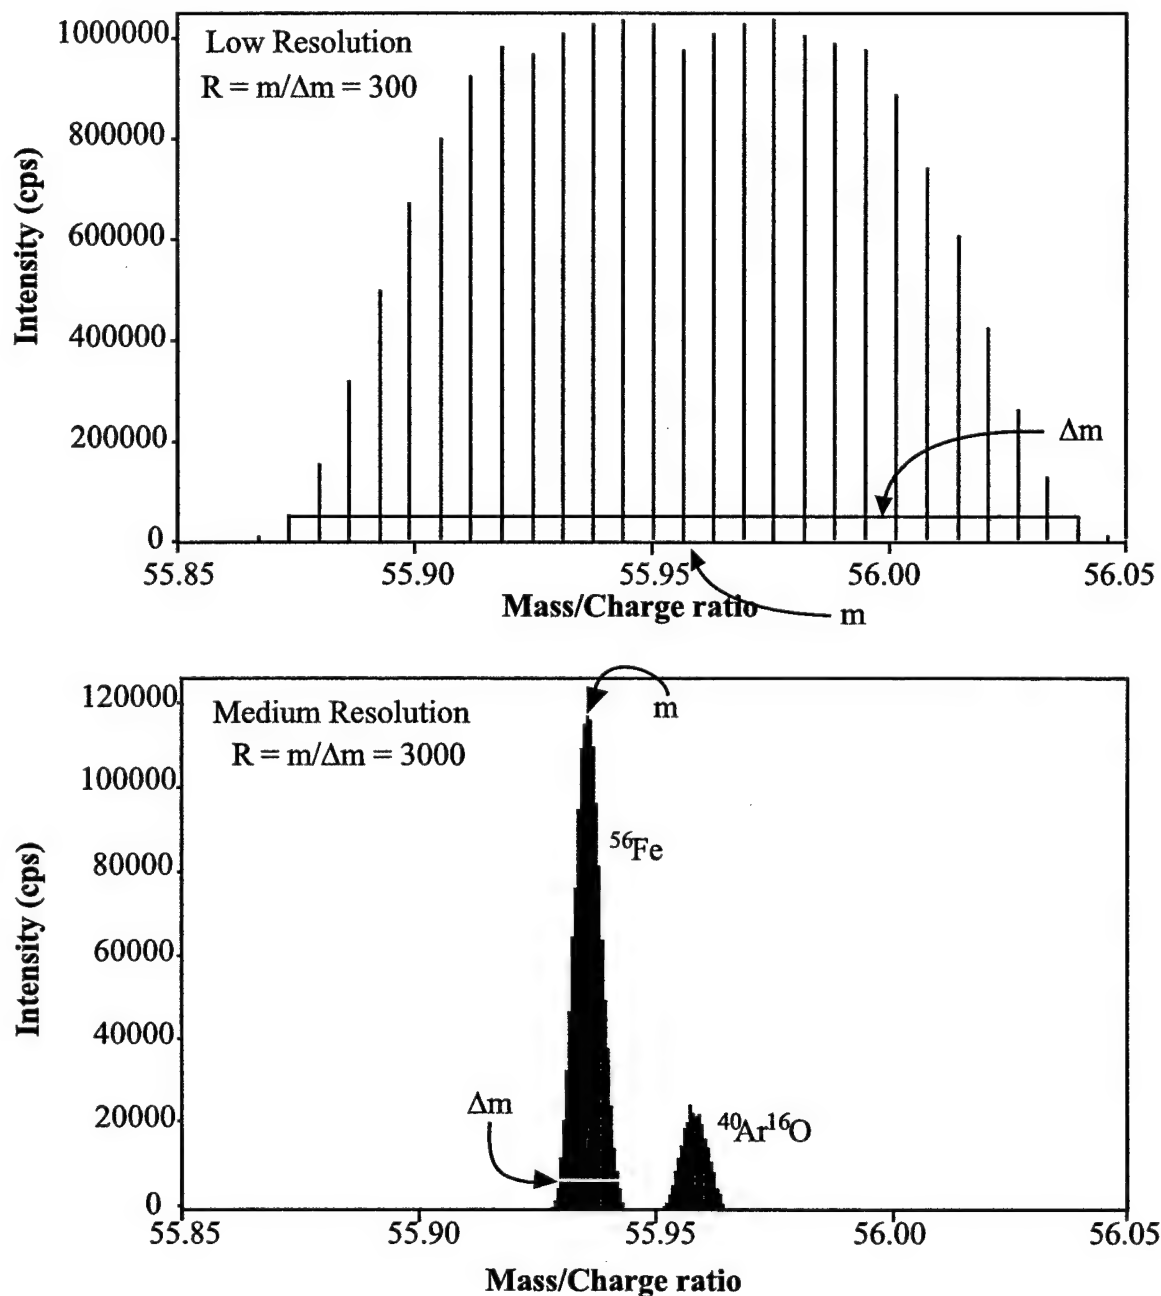 Low Resolution
R = m/Δm = 300
Intensity (cps)
1000000
800000
600000
400000
200000
0
Δm
55.85
55.90
55.95
56.00
56.05
Mass/Charge ratio
m
Medium Resolution
R = m/Δm = 3000
m
Intensity (cps)
120000
100000
80000
60000
40000
20000
0
⁵⁶Fe
Δm
⁴⁰Ar¹⁶O
55.85
55.90
55.95
56.00
56.05
Mass/Charge ratio